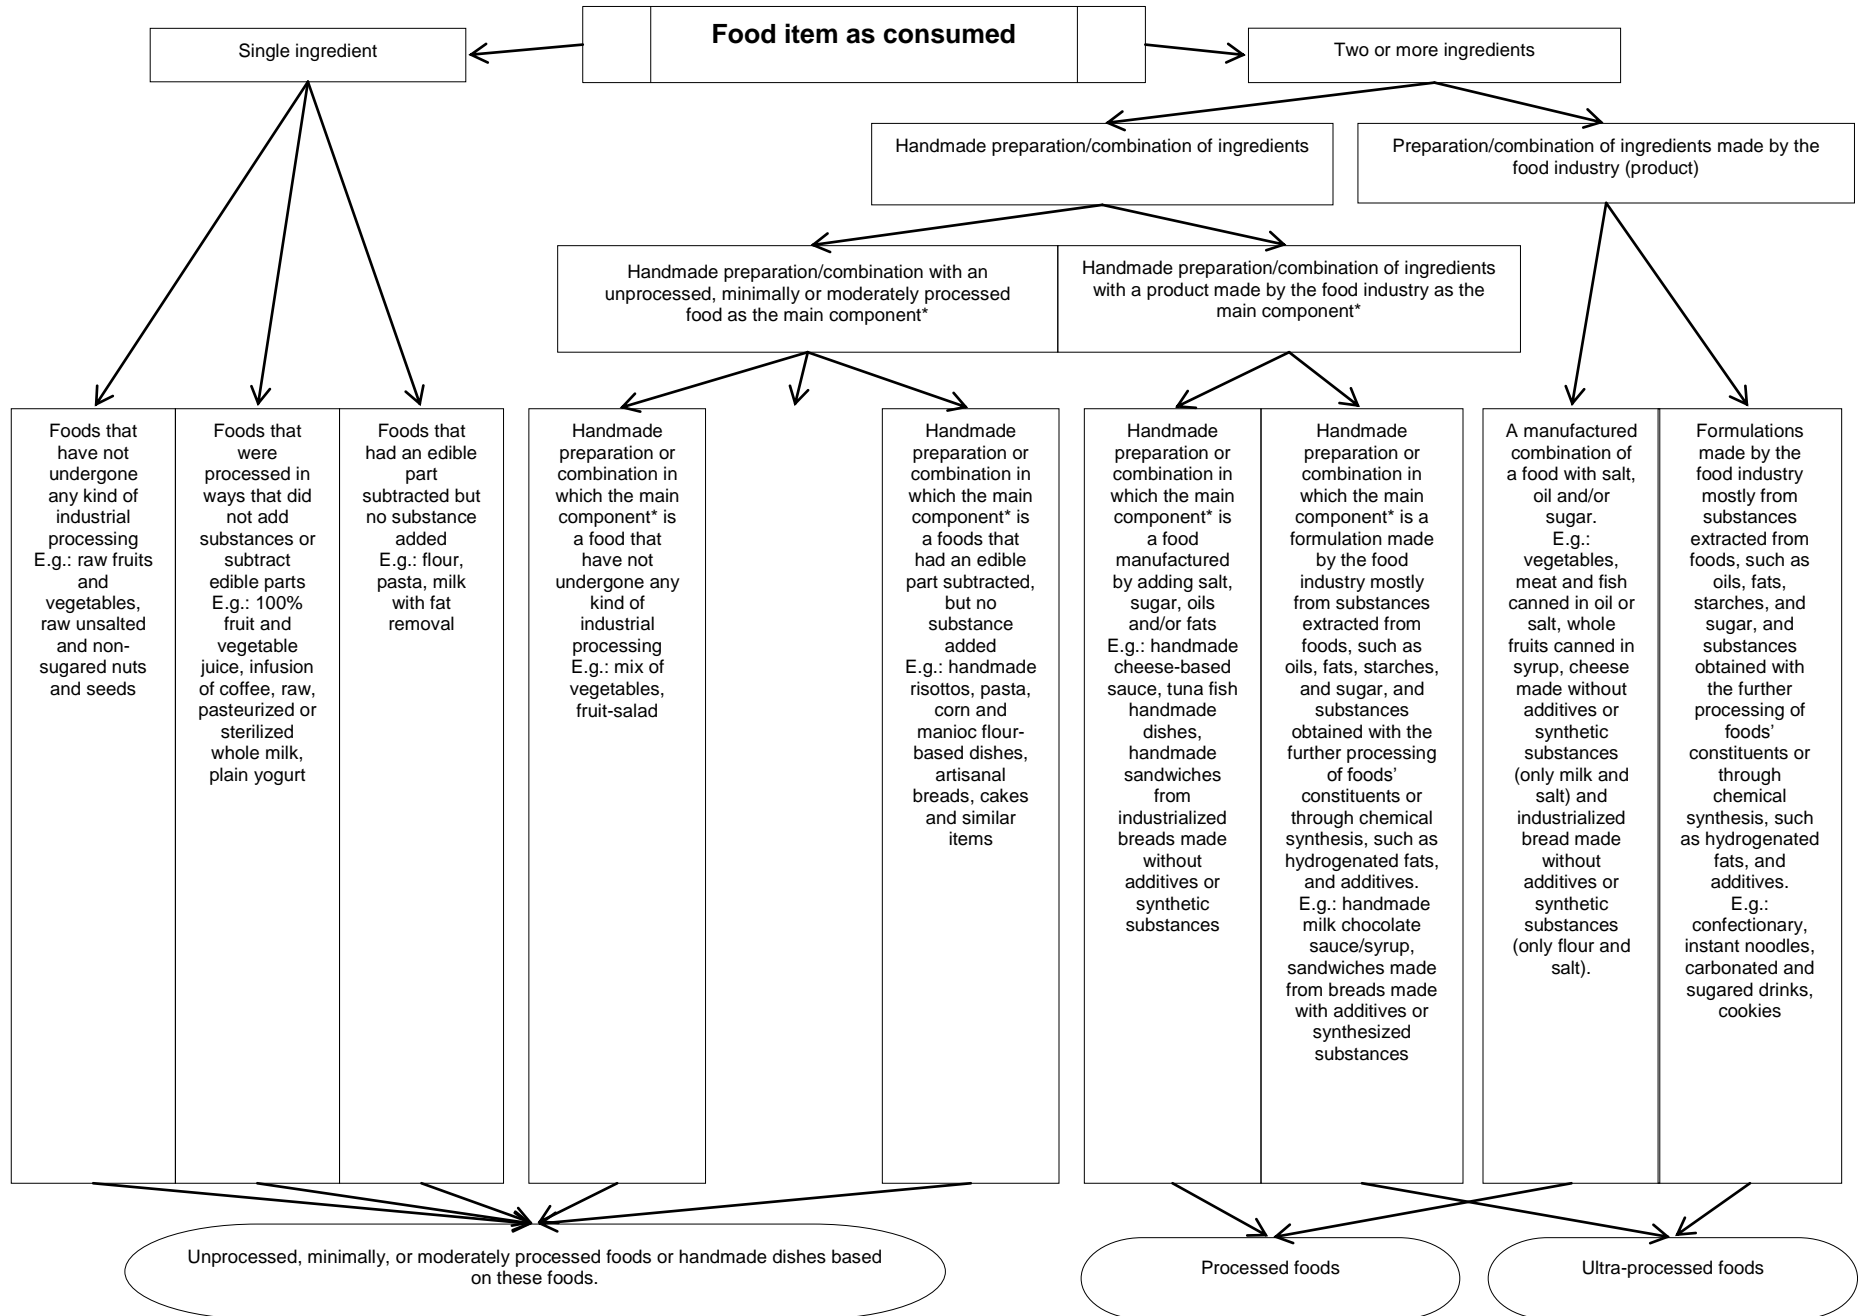 Food item as consumed
Single ingredient
Two or more ingredients
Handmade preparation/combination of ingredients
Preparation/combination of ingredients made by the
food industry (product)
Handmade preparation/combination with an
unprocessed, minimally or moderately processed
food as the main component*
Handmade preparation/combination of ingredients
with a product made by the food industry as the
main component*
Foods that
have not
undergone
any kind of
industrial
processing
E.g.: raw fruits
and
vegetables,
raw unsalted
and non-
sugared nuts
and seeds
Foods that
were
processed in
ways that did
not add
substances or
subtract
edible parts
E.g.: 100%
fruit and
vegetable
juice, infusion
of coffee, raw,
pasteurized or
sterilized
whole milk,
plain yogurt
Foods that
had an edible
part
subtracted but
no substance
added
E.g.: flour,
pasta, milk
with fat
removal
Handmade
preparation or
combination in
which the main
component* is
a food that
have not
undergone any
kind of
industrial
processing
E.g.: mix of
vegetables,
fruit-salad
Handmade
preparation or
combination in
which the main
component* is
a foods that
had an edible
part subtracted,
but no
substance
added
E.g.: handmade
risottos, pasta,
corn and
manioc flour-
based dishes,
artisanal
breads, cakes
and similar
items
Handmade
preparation or
combination in
which the main
component* is
a food
manufactured
by adding salt,
sugar, oils
and/or fats
E.g.: handmade
cheese-based
sauce, tuna fish
handmade
dishes,
handmade
sandwiches
from
industrialized
breads made
without
additives or
synthetic
substances
Handmade
preparation or
combination in
which the main
component* is a
formulation made
by the food
industry mostly
from substances
extracted from
foods, such as
oils, fats, starches,
and sugar, and
substances
obtained with the
further processing
of foods’
constituents or
through chemical
synthesis, such as
hydrogenated fats,
and additives.
E.g.: handmade
milk chocolate
sauce/syrup,
sandwiches made
from breads made
with additives or
synthesized
substances
A manufactured
combination of
a food with salt,
oil and/or
sugar.
E.g.:
vegetables,
meat and fish
canned in oil or
salt, whole
fruits canned in
syrup, cheese
made without
additives or
synthetic
substances
(only milk and
salt) and
industrialized
bread made
without
additives or
synthetic
substances
(only flour and
salt).
Formulations
made by the
food industry
mostly from
substances
extracted from
foods, such as
oils, fats,
starches, and
sugar, and
substances
obtained with
the further
processing of
foods’
constituents or
through
chemical
synthesis, such
as hydrogenated
fats, and
additives.
E.g.:
confectionary,
instant noodles,
carbonated and
sugared drinks,
cookies
Unprocessed, minimally, or moderately processed foods or handmade dishes based
on these foods.
Processed foods
Ultra-processed foods